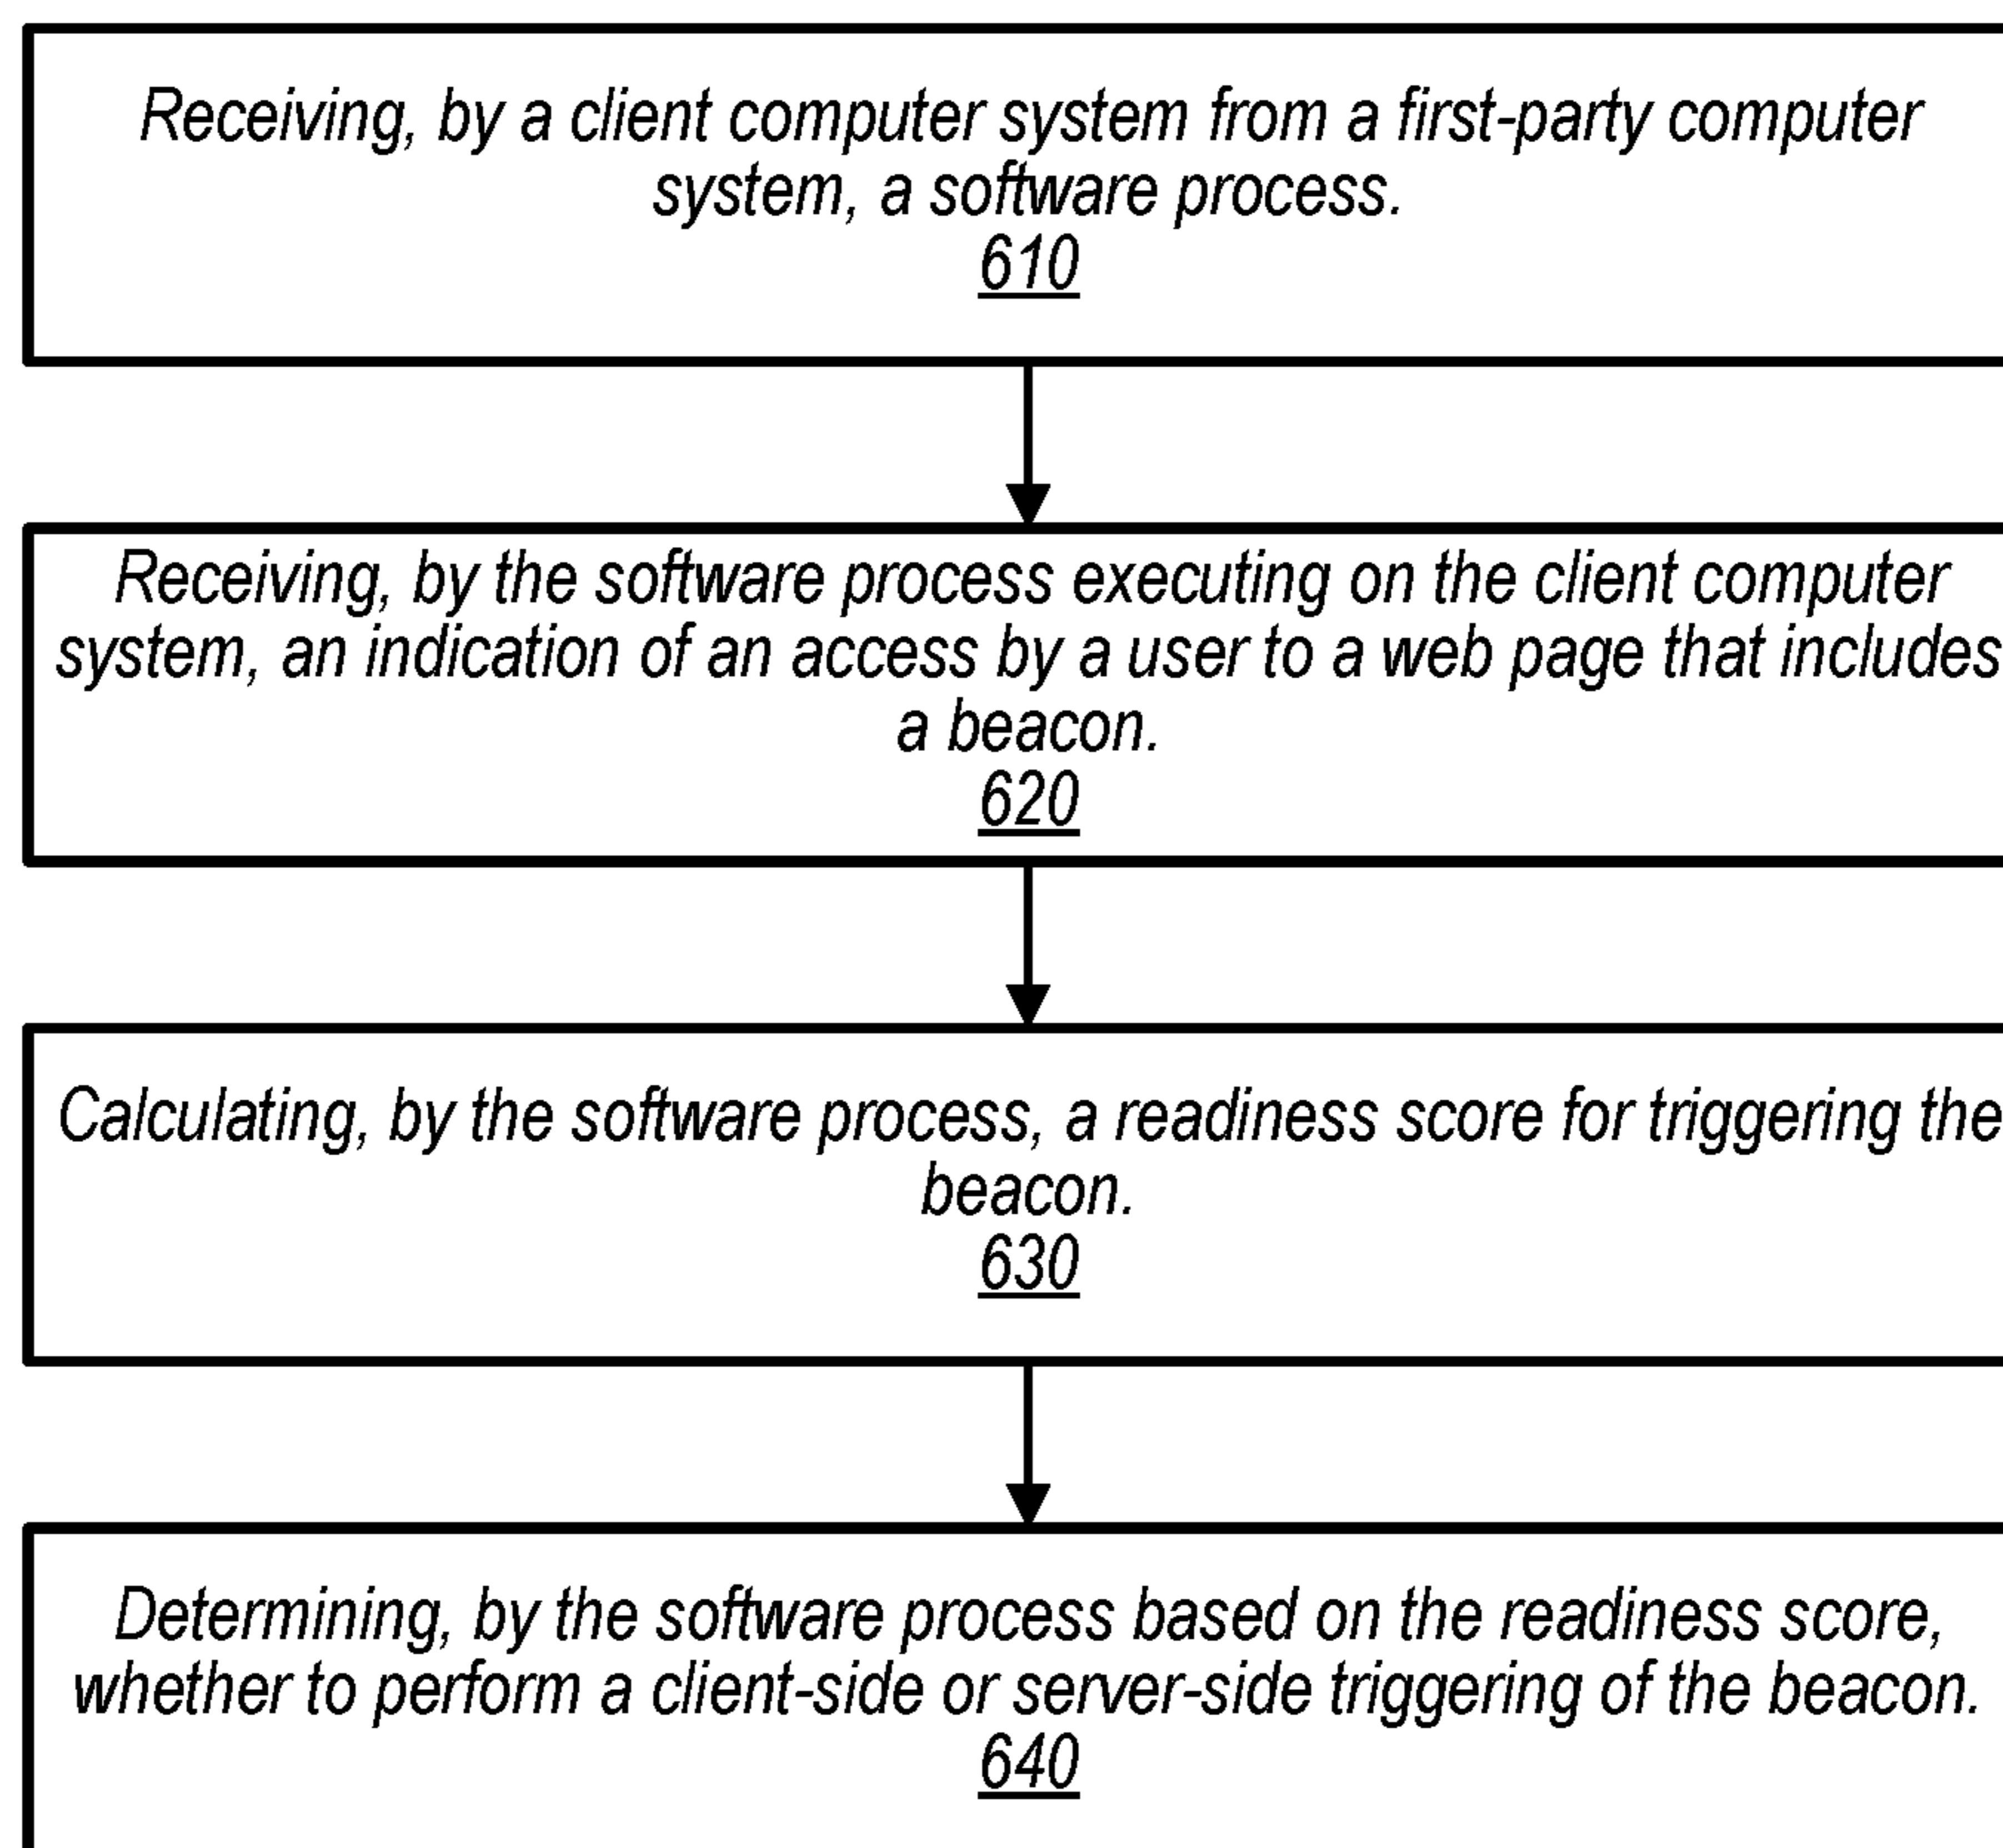 Receiving, by a client computer system from a first-party computer
system, a software process.
610
Receiving, by the software process executing on the client computer
system, an indication of an access by a user to a web page that includes
a beacon.
620
Calculating, by the software process, a readiness score for triggering the
beacon.
630
Determining, by the software process based on the readiness score,
whether to perform a client-side or server-side triggering of the beacon.
640